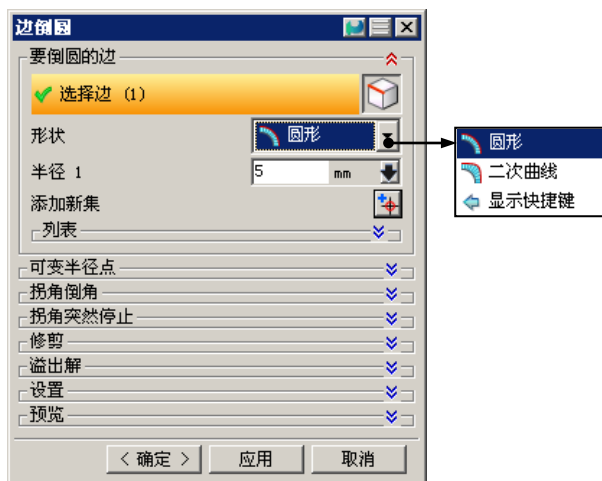 边倒圆
要倒圆的边
选择边 (1)
形状
圆形
半径 1
5
mm
添加新集
列表
可变半径点
拐角倒角
拐角突然停止
修剪
溢出解
设置
预览
< 确定 >
应用
取消
圆形
二次曲线
显示快捷键